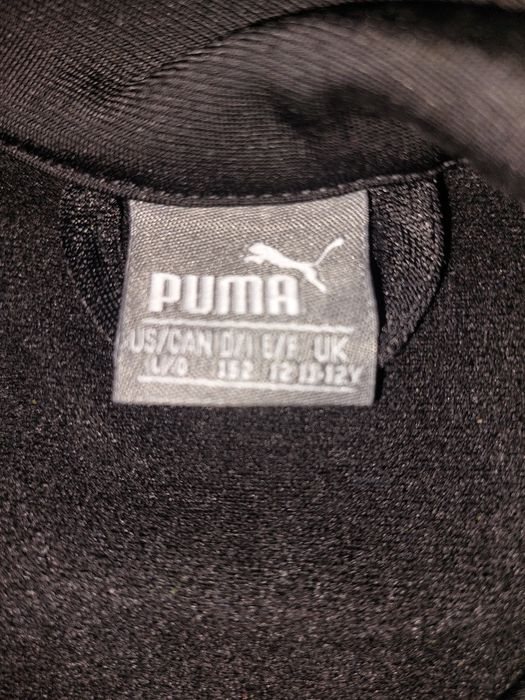 PUMA
US/CAN D/I E/F UK
L/G 152 12 11-12Y